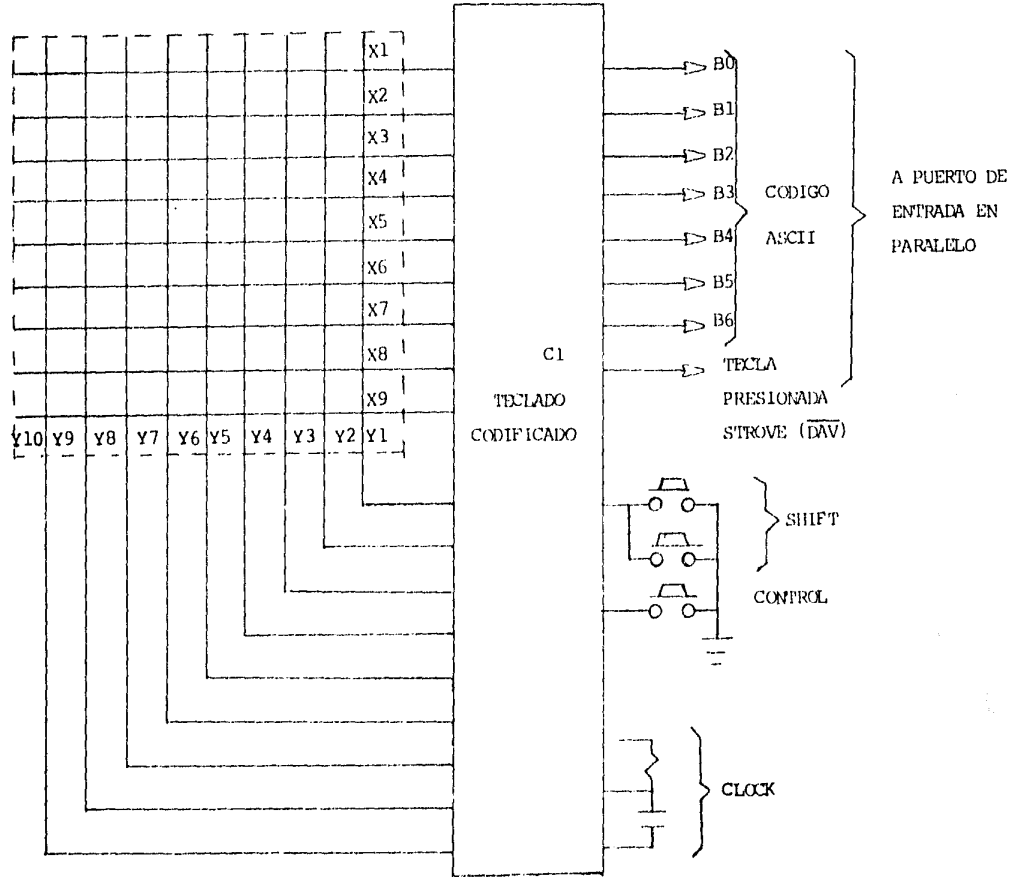 X1
X2
X3
X4
X5
X6
X7
X8
X9
Y10 Y9 Y8 Y7 Y6 Y5 Y4 Y3 Y2 Y1
C1
TECLADO
CODIFICADO
B0
B1
B2
B3
B4
B5
B6
CODIGO
ASCII
A PUERTO DE
ENTRADA EN
PARALELO
TECLA
PRESIONADA
STROVE (DAV)
SHIFT
CONTROL
CLOCK